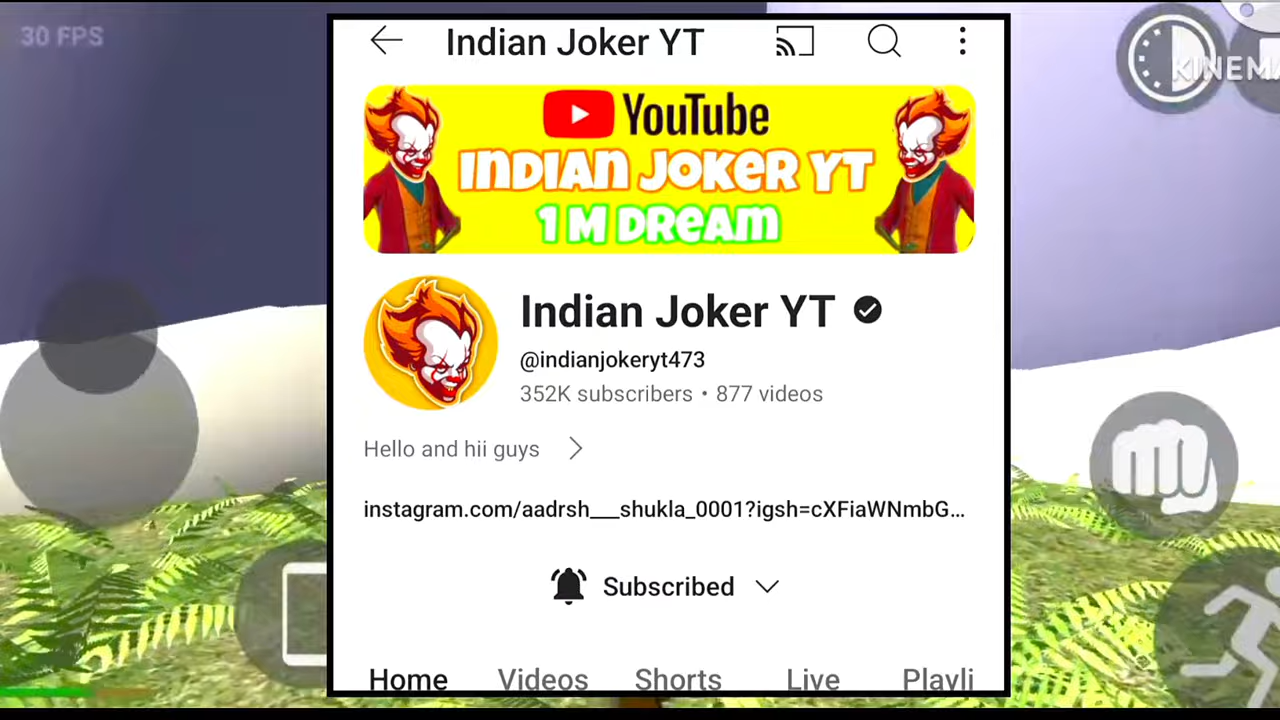 30 FPS
Indian Joker YT
KINEMA
YouTube
INDIAN JOKER YT
1 M DREAM
Indian Joker YT
@indianjokeryt473
352K subscribers • 877 videos
Hello and hii guys
instagram.com/aadrsh___shukla_0001?igsh=cXFiaWNmbG...
Subscribed
Home Videos Shorts Live Playli